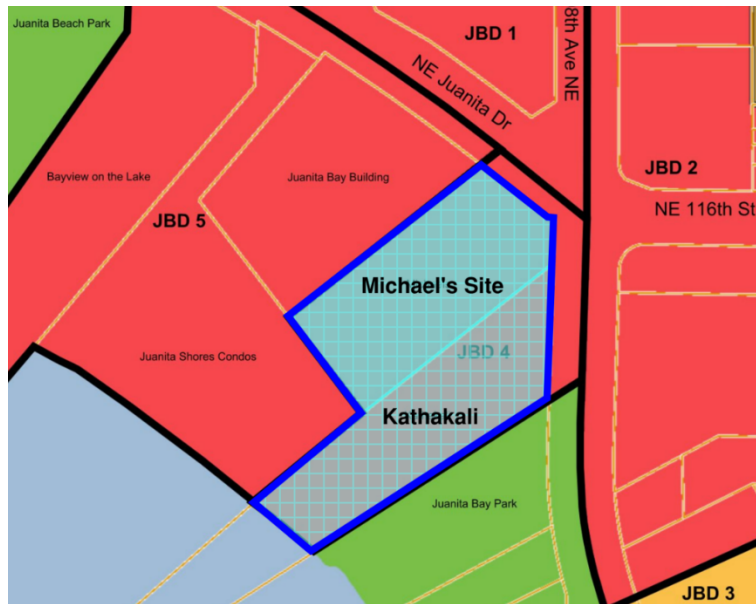 Juanita Beach Park
JBD 1
8th Ave NE
NE Juanita Dr
JBD 2
Bayview on the Lake
Juanita Bay Building
NE 116th St
JBD 5
Michael's Site
Juanita Shores Condos
JBD 4
Kathakali
Juanita Bay Park
JBD 3